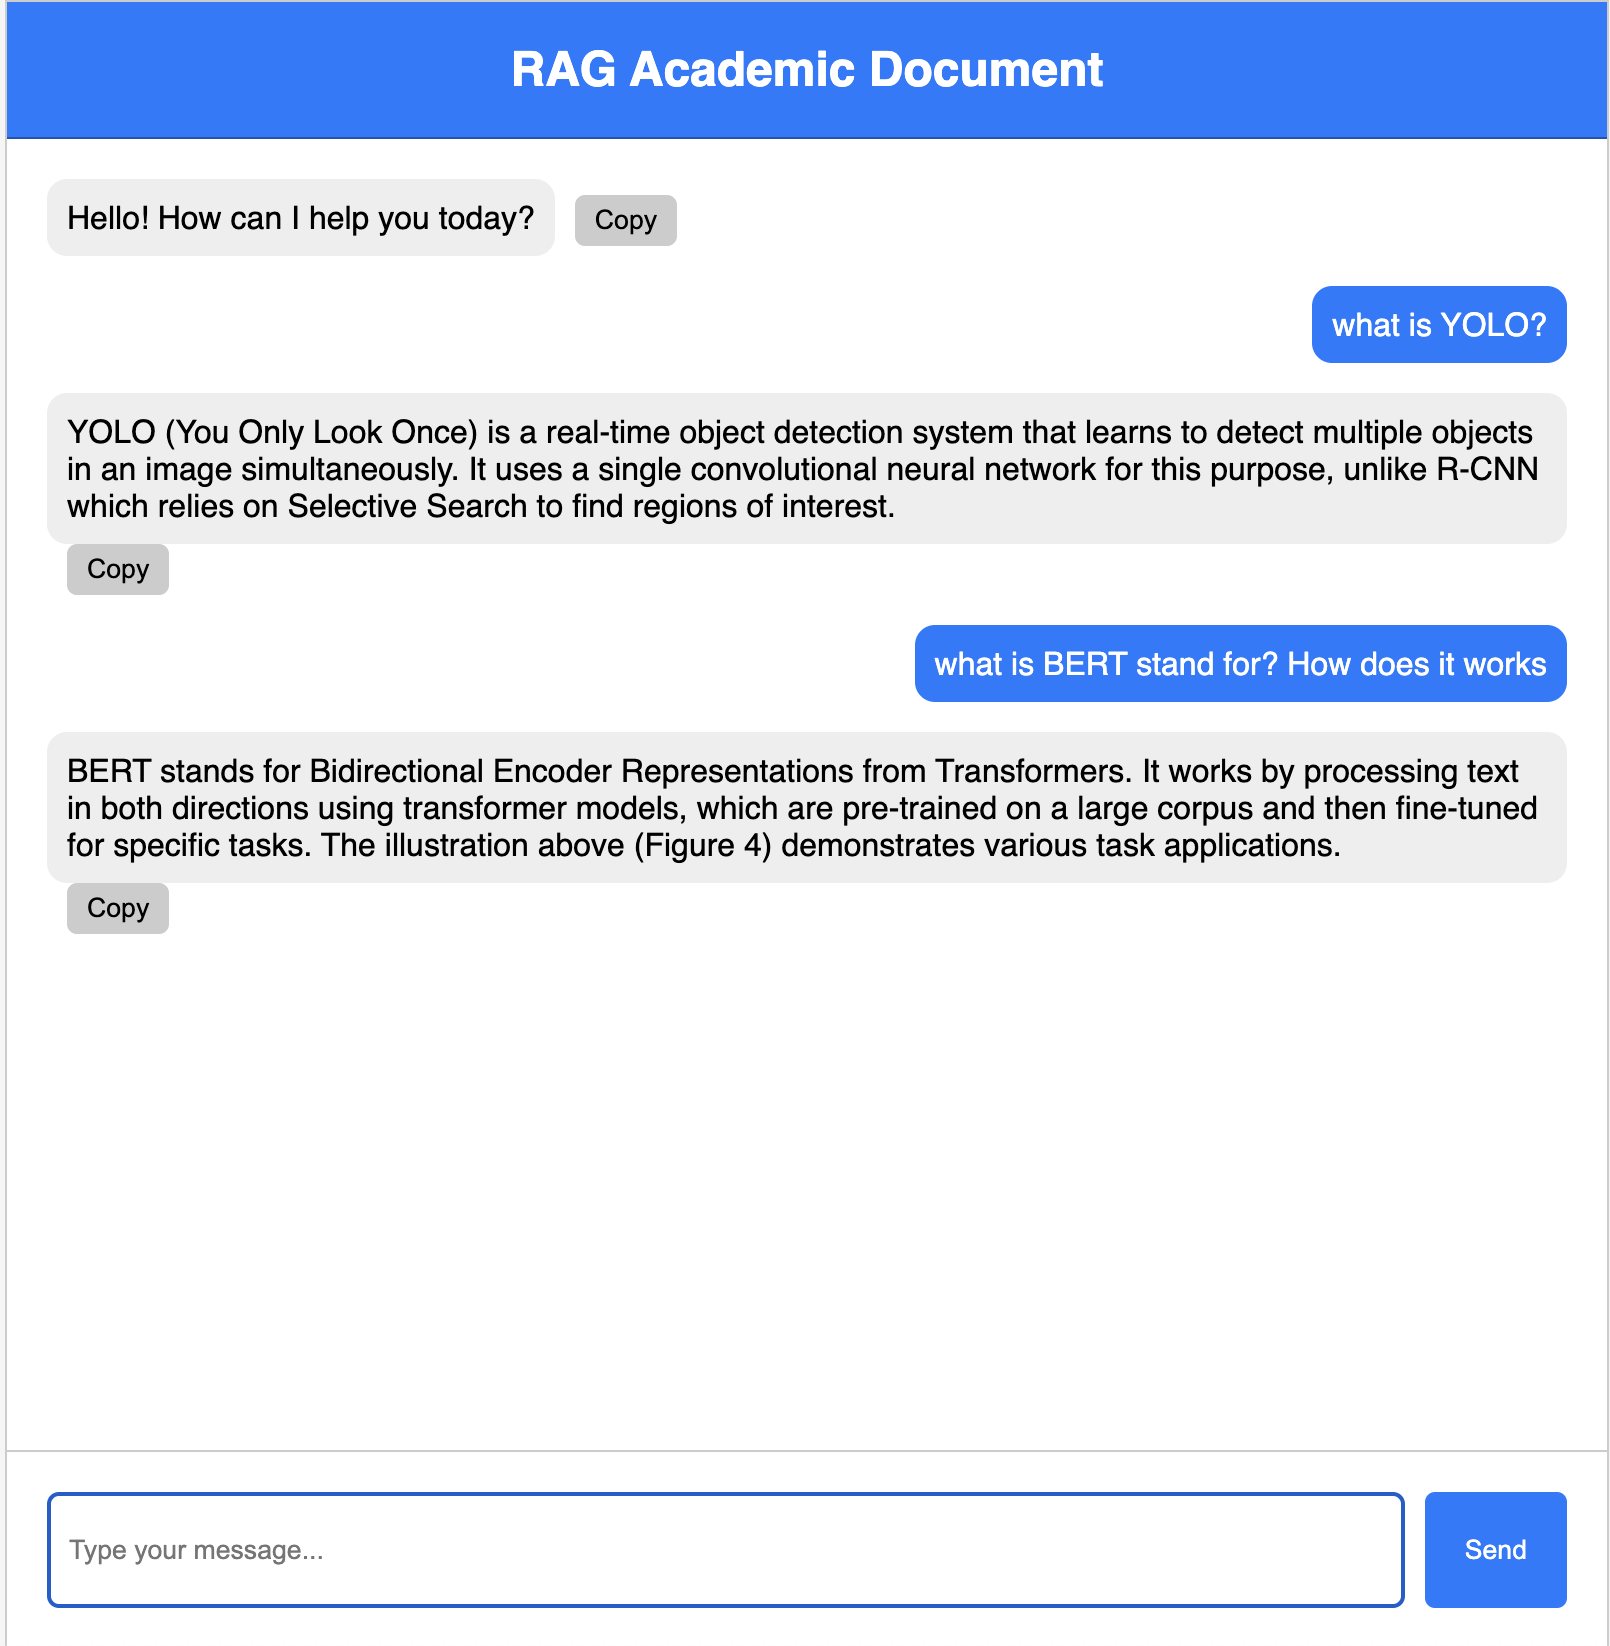 RAG Academic Document
Hello! How can I help you today?
Copy
what is YOLO?
YOLO (You Only Look Once) is a real-time object detection system that learns to detect multiple objects
in an image simultaneously. It uses a single convolutional neural network for this purpose, unlike R-CNN
which relies on Selective Search to find regions of interest.
Copy
what is BERT stand for? How does it works
BERT stands for Bidirectional Encoder Representations from Transformers. It works by processing text
in both directions using transformer models, which are pre-trained on a large corpus and then fine-tuned
for specific tasks. The illustration above (Figure 4) demonstrates various task applications.
Copy
Type your message...
Send